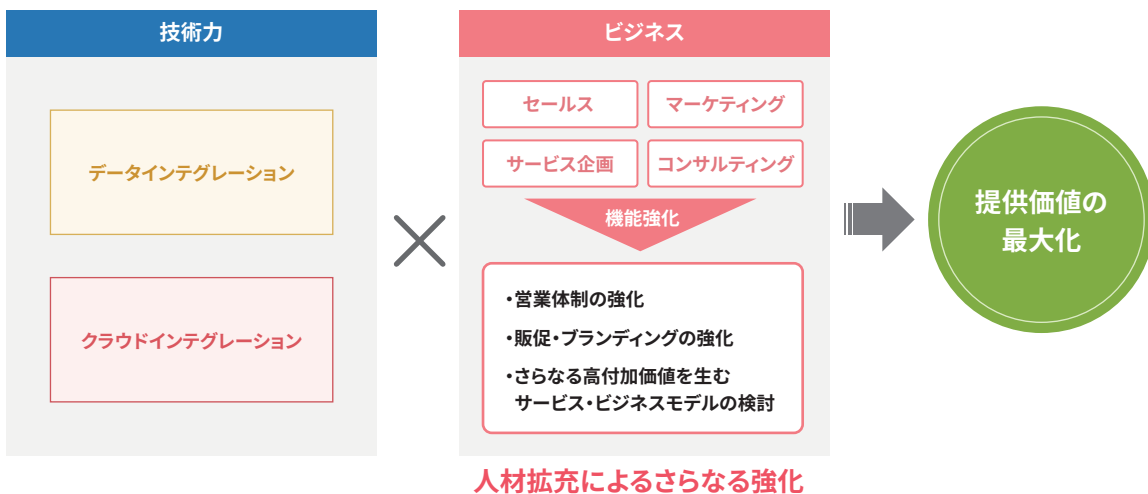 技術力
データインテグレーション
クラウドインテグレーション
ビジネス
セールス
マーケティング
サービス企画
コンサルティング
機能強化
・営業体制の強化
・販促・ブランディングの強化
・さらなる高付加価値を生む
サービス・ビジネスモデルの検討
人材拡充によるさらなる強化
提供価値の
最大化